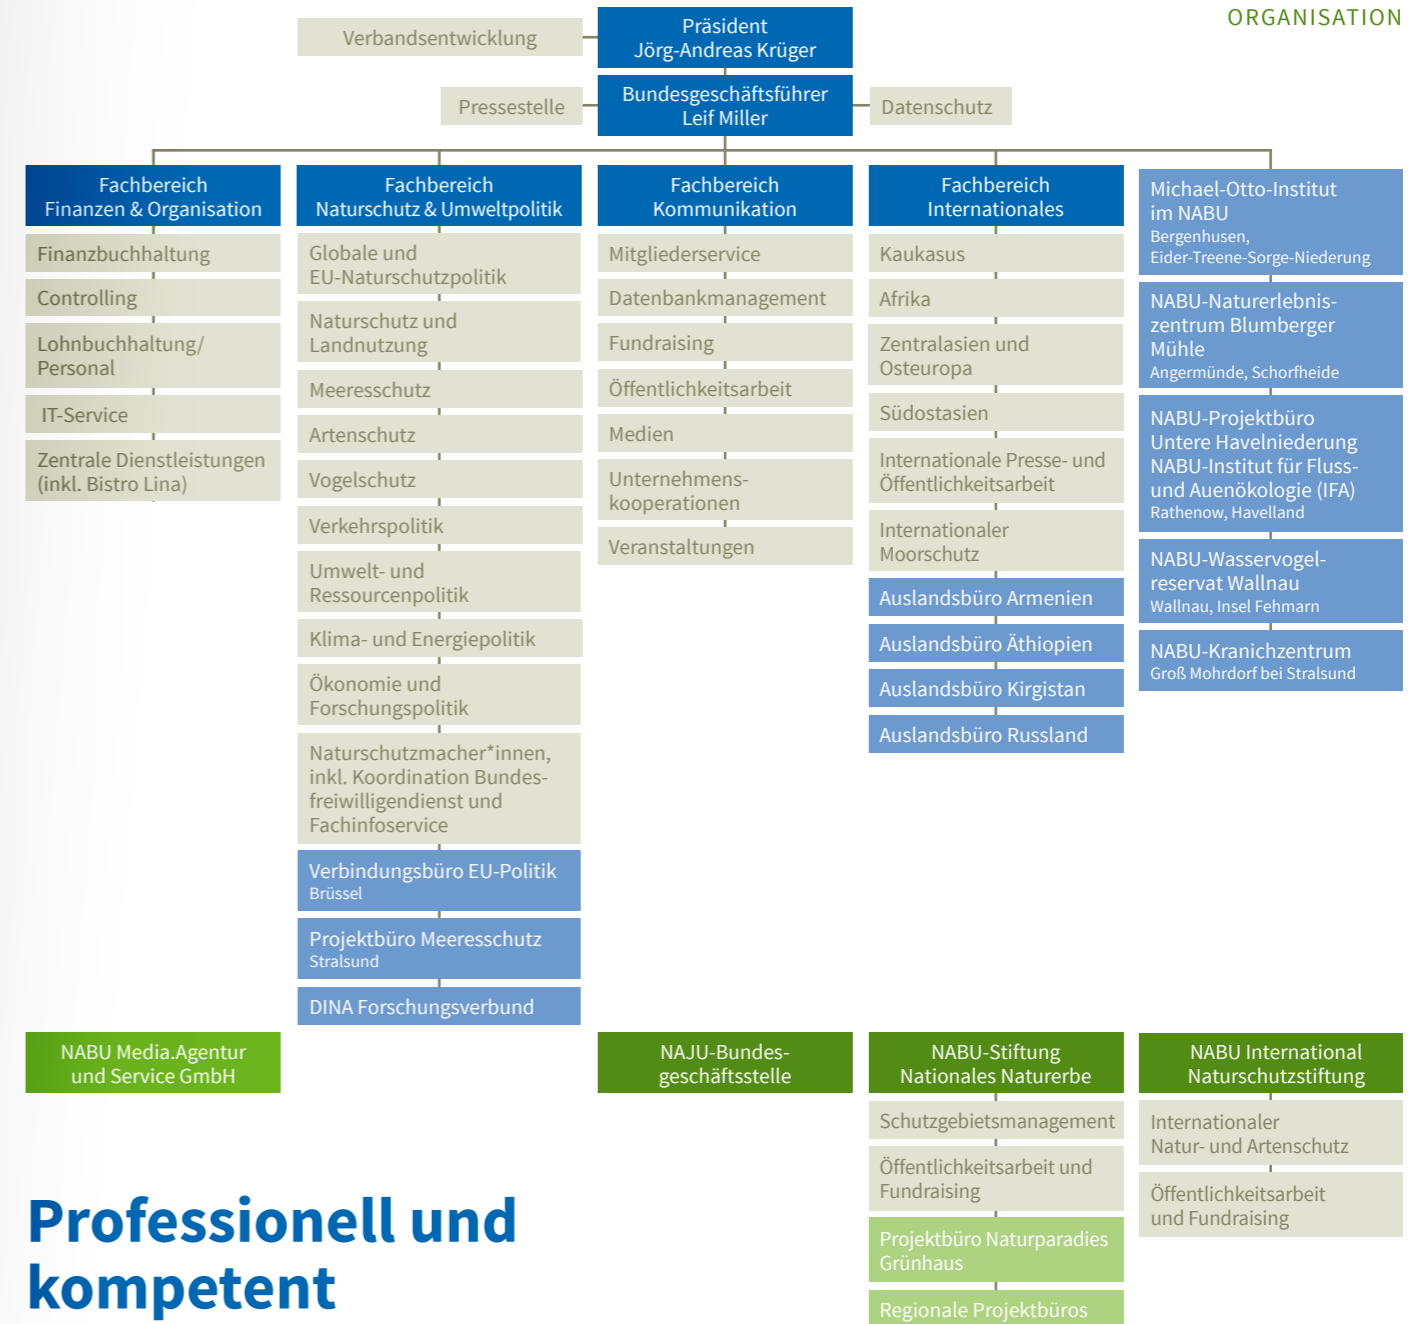 ORGANISATION
Verbandsentwicklung
Präsident
Jörg-Andreas Krüger
Pressestelle
Bundesgeschäftsführer
Leif Miller
Datenschutz
Fachbereich
Finanzen & Organisation
Finanzbuchhaltung
Controlling
Lohnbuchhaltung/
Personal
IT-Service
Zentrale Dienstleistungen
(inkl. Bistro Lina)
Fachbereich
Naturschutz & Umweltpolitik
Globale und
EU-Naturschutzpolitik
Naturschutz und
Landnutzung
Meeresschutz
Artenschutz
Vogelschutz
Verkehrspolitik
Umwelt- und
Ressourcenpolitik
Klima- und Energiepolitik
Ökonomie und
Forschungspolitik
Naturschutzmacher*innen,
inkl. Koordination Bundes-
freiwilligendienst und
Fachinfoservice
Verbindungsbüro EU-Politik
Brüssel
Projektbüro Meeresschutz
Stralsund
DINA Forschungsverbund
Fachbereich
Kommunikation
Mitgliederservice
Datenbankmanagement
Fundraising
Öffentlichkeitsarbeit
Medien
Unternehmens-
kooperationen
Veranstaltungen
Fachbereich
Internationales
Kaukasus
Afrika
Zentralasien und
Osteuropa
Südostasien
Internationale Presse- und
Öffentlichkeitsarbeit
Internationaler
Moorschutz
Auslandsbüro Armenien
Auslandsbüro Äthiopien
Auslandsbüro Kirgistan
Auslandsbüro Russland
Michael-Otto-Institut
im NABU
Bergenhusen,
Eider-Treene-Sorge-Niederung
NABU-Naturerlebnis-
zentrum Blumberger
Mühle
Angermünde, Schorfheide
NABU-Projektbüro
Untere Havelniederung
NABU-Institut für Fluss-
und Auenökologie (IFA)
Rathenow, Havelland
NABU-Wasservogel-
reservat Wallnau
Wallnau, Insel Fehmarn
NABU-Kranichzentrum
Groß Mohrdorf bei Stralsund
NABU Media.Agentur
und Service GmbH
NAJU-Bundes-
geschäftsstelle
NABU-Stiftung
Nationales Naturerbe
Schutzgebietsmanagement
Öffentlichkeitsarbeit und
Fundraising
Projektbüro Naturparadies
Grünhaus
Regionale Projektbüros
NABU International
Naturschutzstiftung
Internationaler
Natur- und Artenschutz
Öffentlichkeitsarbeit
und Fundraising
Professionell und
kompetent